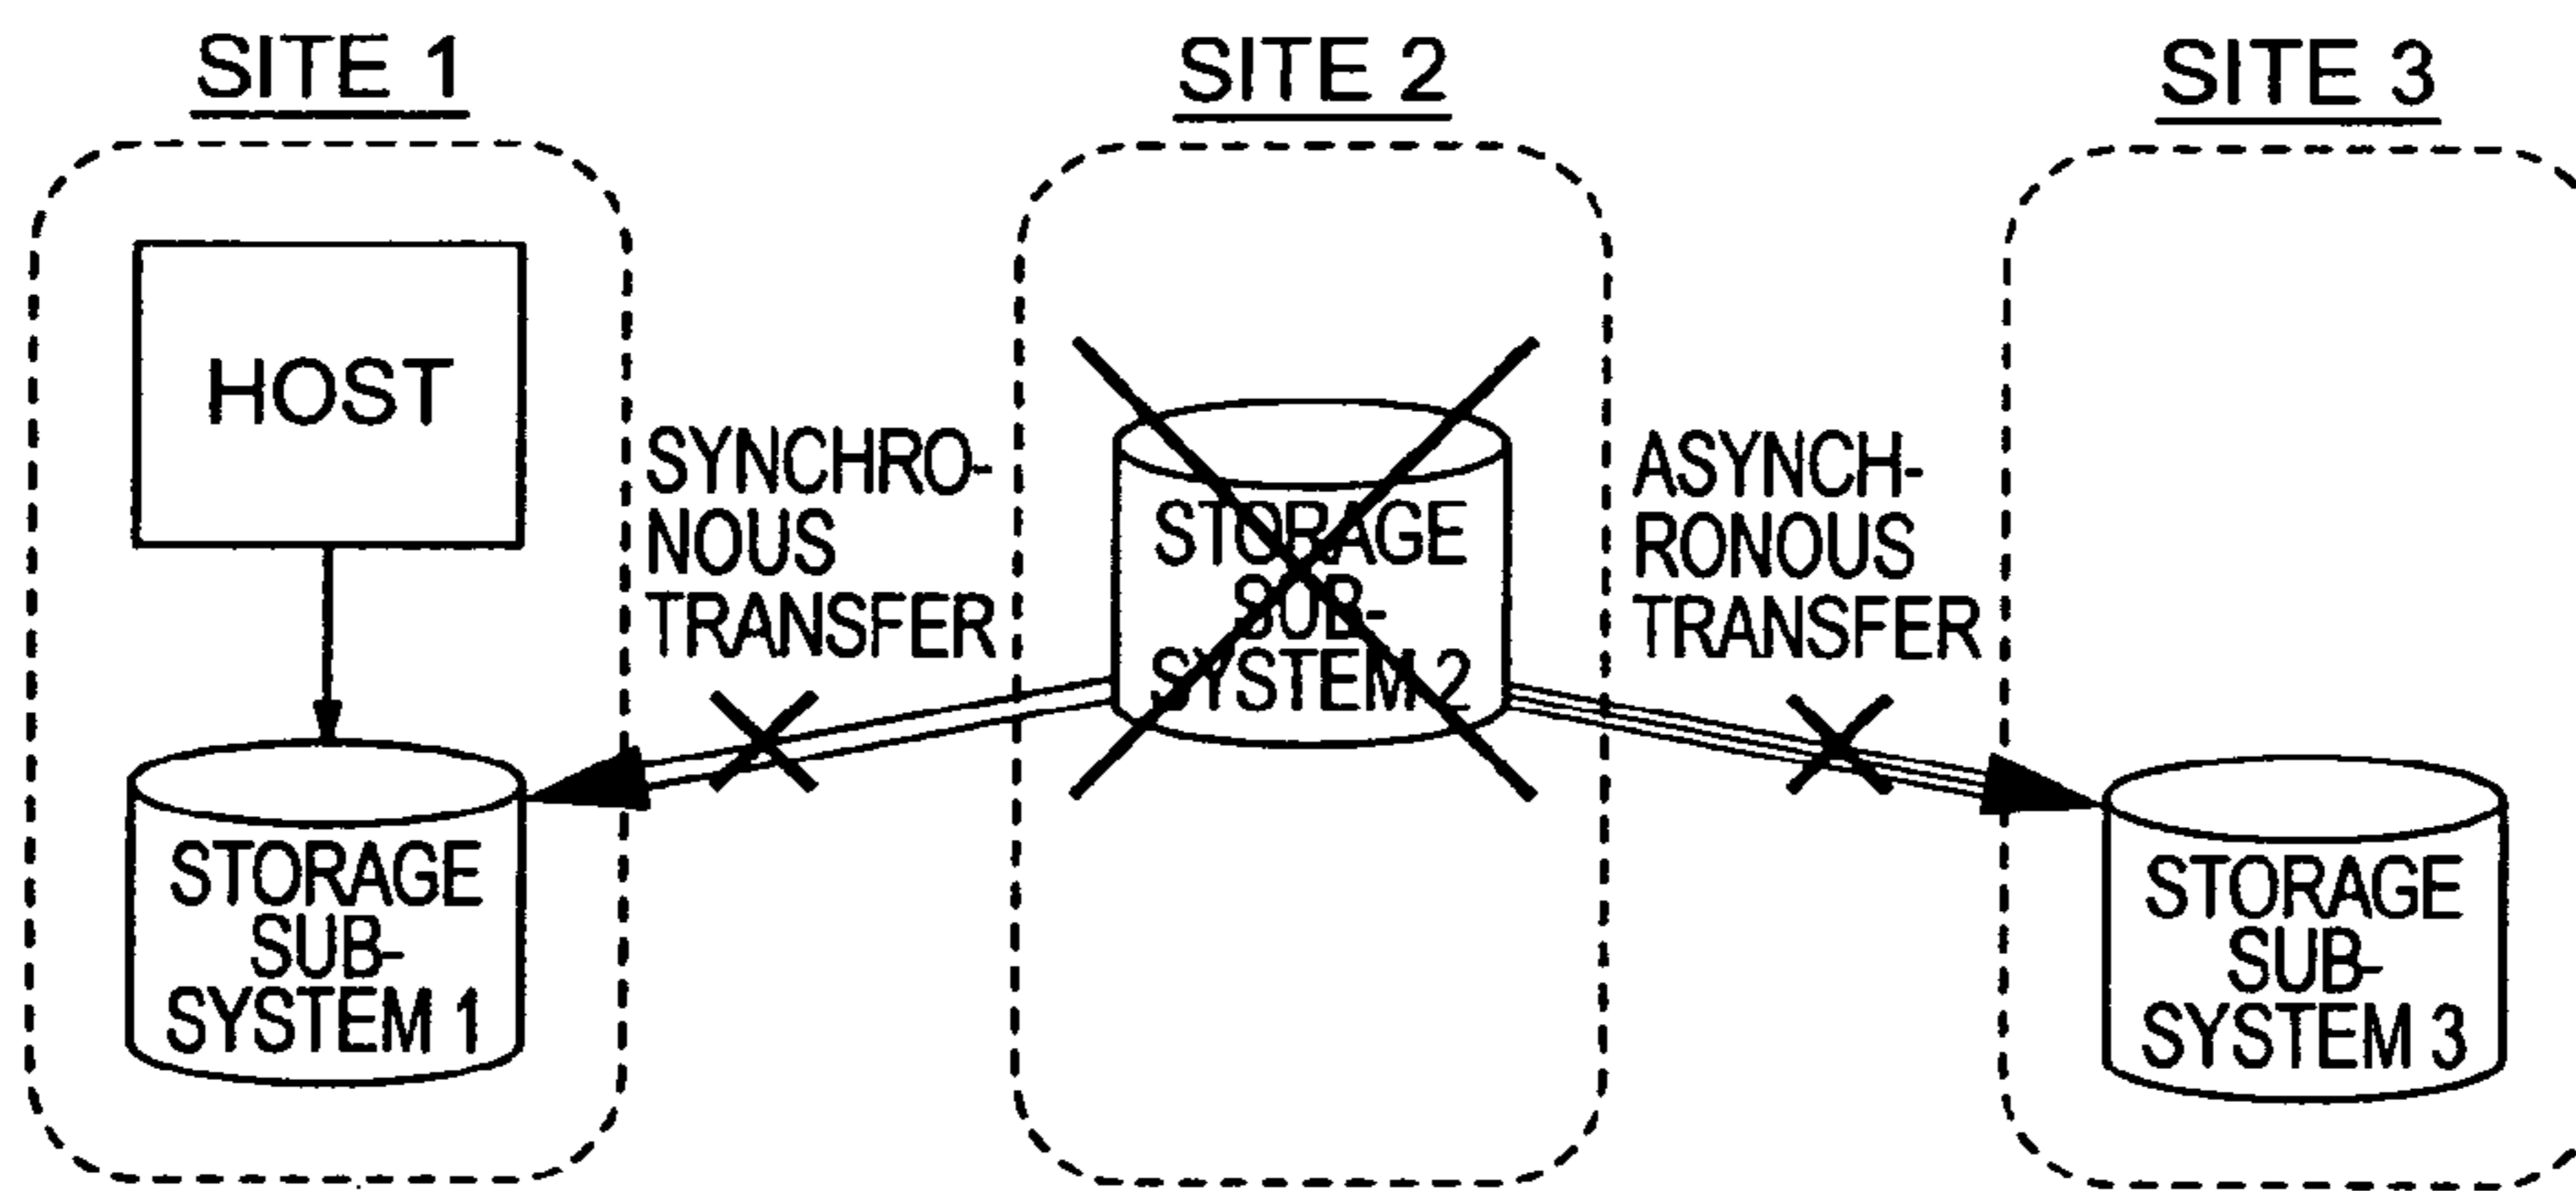 SITE 1
SITE 2
SITE 3
HOST
SYNCHRO-
NOUS
TRANSFER
STORAGE
SUB-
SYSTEM 2
ASYNCH-
RONOUS
TRANSFER
STORAGE
SUB-
SYSTEM 1
STORAGE
SUB-
SYSTEM 3